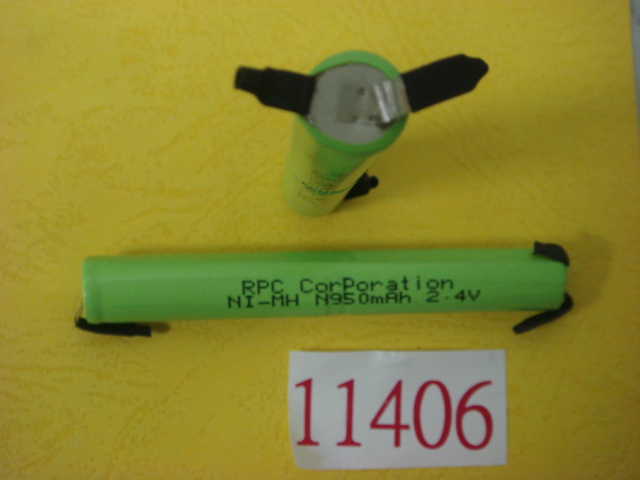 RPC CorPoration
NI-MH N950mAh 2.4V
11406